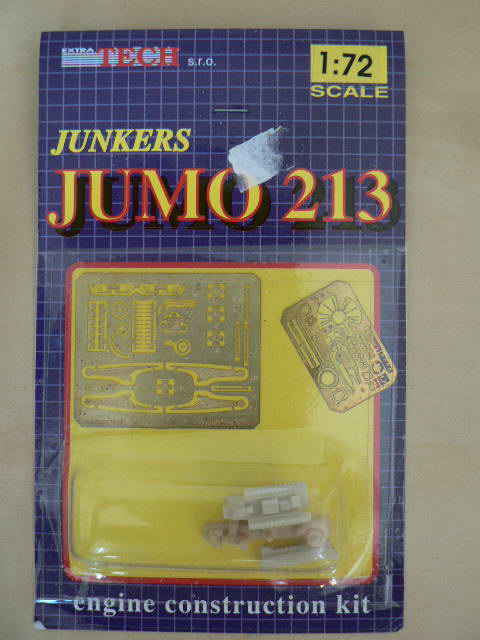 EXTRA TECH s.r.o.
1:72
SCALE
JUNKERS
JUMO 213
engine construction kit